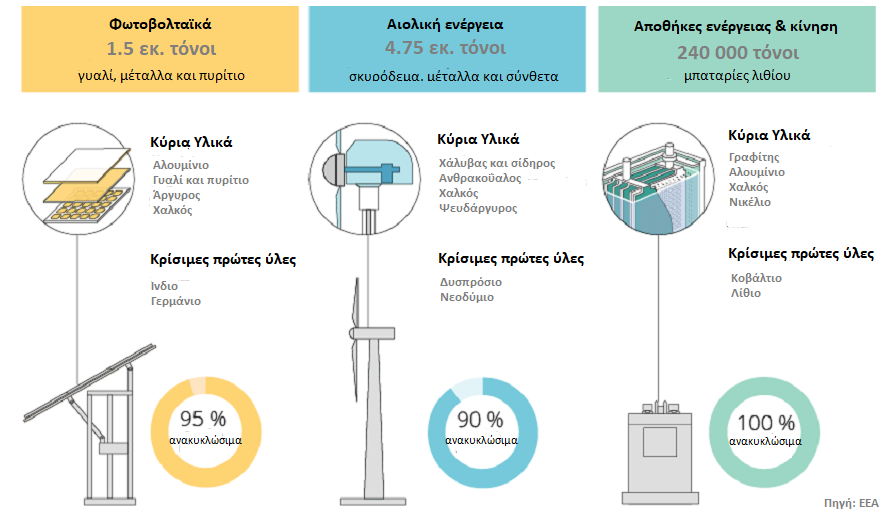 Φωτοβολταϊκά
1.5 εκ. τόνοι
γυαλί, μέταλλα και πυρίτιο
Αιολική ενέργεια
4.75 εκ. τόνοι
σκυρόδεμα. μέταλλα και σύνθετα
Αποθήκες ενέργειας & κίνηση
240 000 τόνοι
μπαταρίες λιθίου
Κύρια Υλικά
Αλουμίνιο
Γυαλί και πυρίτιο
Άργυρος
Χαλκός
Κρίσιμες πρώτες ύλες
Ινδιο
Γερμάνιο
95 %
ανακυκλώσιμα
Κύρια Υλικά
Χάλυβας και σίδηρος
Ανθρακοϋαλος
Χαλκός
Ψευδάργυρος
Κρίσιμες πρώτες ύλες
Δυσπρόσιο
Νεοδύμιο
90 %
ανακυκλώσιμα
Κύρια Υλικά
Γραφίτης
Αλουμίνιο
Χαλκός
Νικέλιο
Κρίσιμες πρώτες ύλες
Κοβάλτιο
Λίθιο
100 %
ανακυκλώσιμα
Πηγή: ΕΕΑ